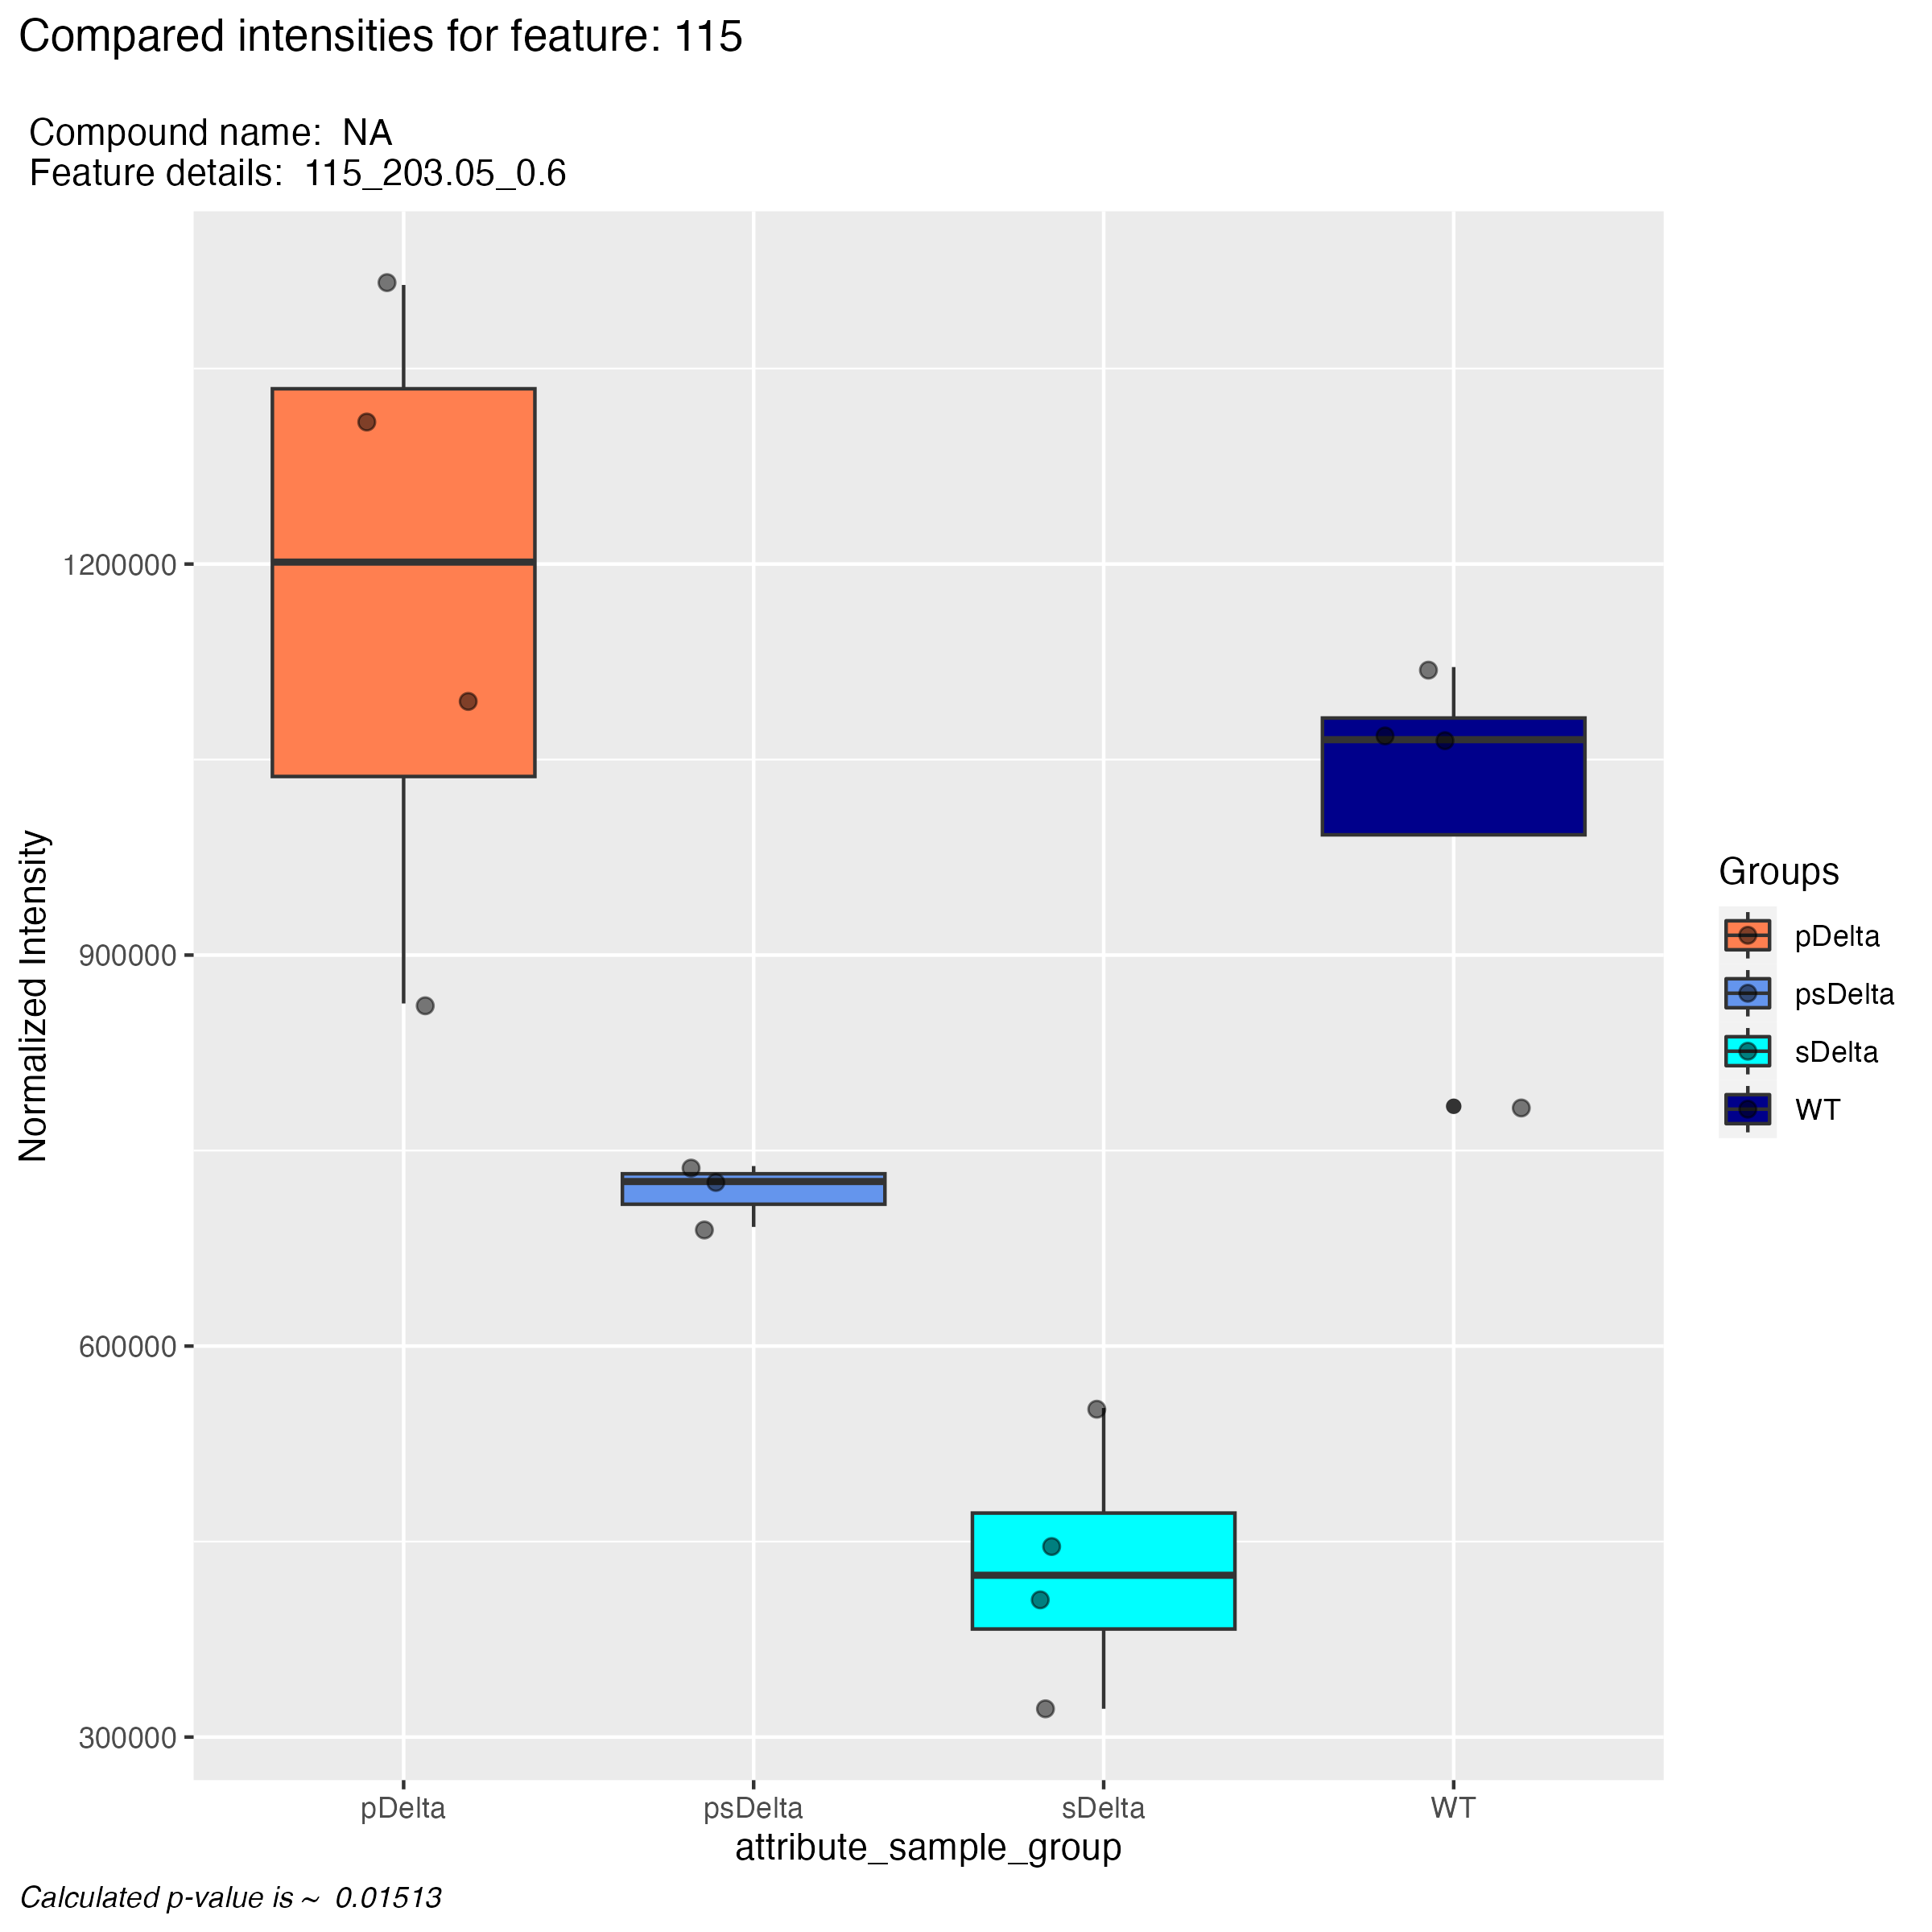 Compared intensities for feature: 115
Compound name: NA
Feature details: 115_203.05_0.6
1200000
900000
600000
300000
Normalized Intensity
pDelta
psDelta
sDelta
WT
attribute_sample_group
Groups
pDelta
psDelta
sDelta
WT
Calculated p-value is ~ 0.01513